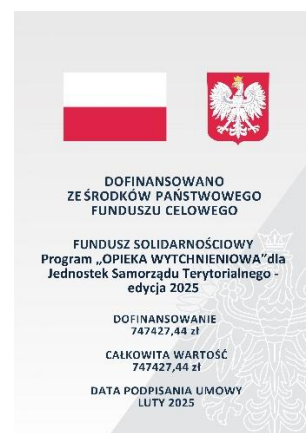 DOFINANSOWANO
ZE ŚRODKÓW PAŃSTWOWEGO
FUNDUSZU CELOWEGO
FUNDUSZ SOLIDARNOŚCIOWY
Program „OPIEKA WYTCHNIENIOWA”dla
Jednostek Samorządu Terytorialnego -
edycja 2025
DOFINANSOWANIE
747427,44 zł
CAŁKOWITA WARTOŚĆ
747427,44 zł
DATA PODPISANIA UMOWY
LUTY 2025